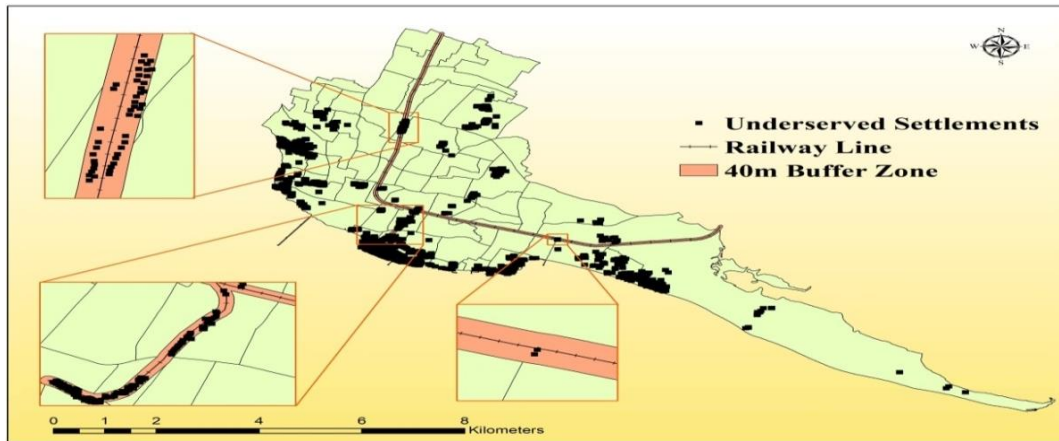 N
W E
S
Underserved Settlements
Railway Line
40m Buffer Zone
0 1 2 4 6 8
Kilometers